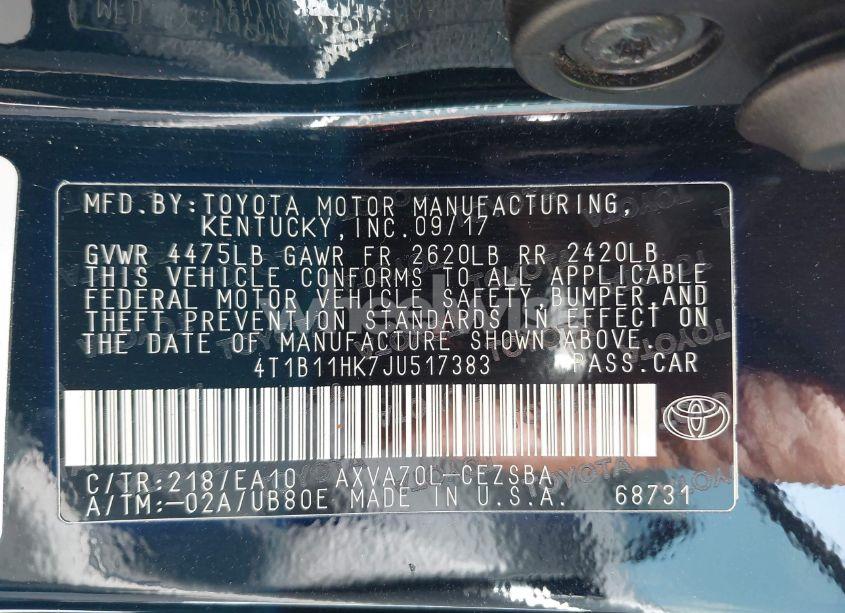 MFD.BY:TOYOTA MOTOR MANUFACTURING,
KENTUCKY,INC.09/17
GVWR 4475LB GAWR FR 2620LB RR 2420LB
THIS VEHICLE CONFORMS TO ALL APPLICABLE
FEDERAL MOTOR VEHICLE SAFETY,BUMPER,AND
THEFT PREVENTION STANDARDS IN EFFECT ON
THE DATE OF MANUFACTURE SHOWN ABOVE.
4T1B11HK7JU517383 PASS.CAR
C/TR:218/EA10 AXVA70L-CEZSBA
A/TM:-02A/UB80E MADE IN U.S.A. 68731